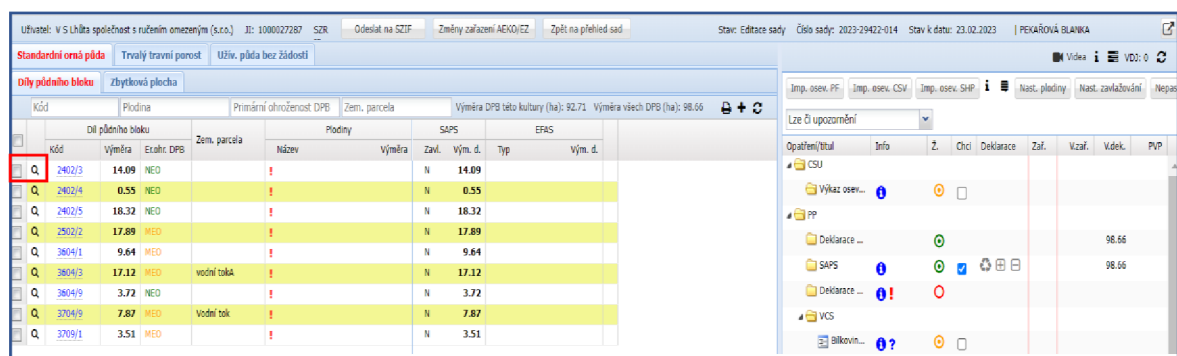 Uživatel: V S Lhůta společnost s ručením omezeným (s.r.o.) JI: 1000027287 SZR Odeslat na SZIF Změny zařazení AEKO/EZ Zpět na přehled sad Stav: Editace sady Číslo sady: 2023-29422-014 Stav k datu: 23.02.2023 | PEKAŘOVÁ BLANKA
Standardní orná půda Trvalý travní porost Užív. půda bez žádosti
Videa i VDJ: 0
Díly půdního bloku Zbytková plocha
Imp. osev. PF Imp. osev. CSV Imp. osev. SHP i Nast. plodiny Nast. zavlažování Nepas
Kód Plodina Primární ohroženost DPB Zem. parcela Výměra DPB této kultury (ha): 92.71 Výměra všech DPB (ha): 98.66
Lze či upozornění
Díl půdního bloku Zem. parcela Plodiny SAPS EFAS
Kód Výměra Er.ohr. DPB Název Výměra Zavl. Vým. d. Typ Vým. d.
Opatření/titul Info Ž. Chci Deklarace Zař. V.zař. V.dek. PVP
2402/3 14.09 NEO ! N 14.09
2402/4 0.55 NEO ! N 0.55
2402/5 18.32 NEO ! N 18.32
2502/2 17.89 MEO ! N 17.89
3604/1 9.64 MEO ! N 9.64
3604/3 17.12 MEO vodní tokA ! N 17.12
3604/9 3.72 NEO ! N 3.72
3704/9 7.87 MEO Vodní tok ! N 7.87
3709/1 3.51 MEO ! N 3.51
CSU
Výkaz osev... i
PP
Deklarace ... 98.66
SAPS i 98.66
Deklarace ... i !
VCS
Bílkovin... i ?